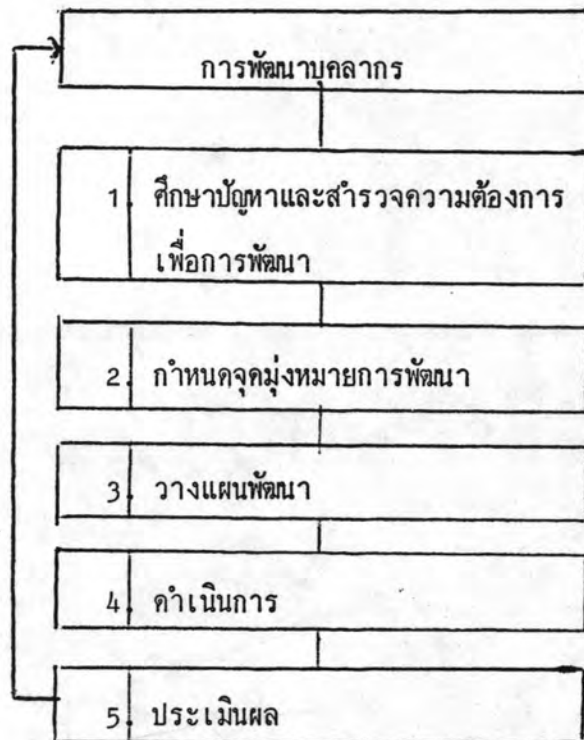 การพัฒนาบุคลากร
1. ศึกษาปัญหาและสำรวจความต้องการ
เพื่อการพัฒนา
2. กำหนดจุดมุ่งหมายการพัฒนา
3. วางแผนพัฒนา
4. ดำเนินการ
5. ประเมินผล